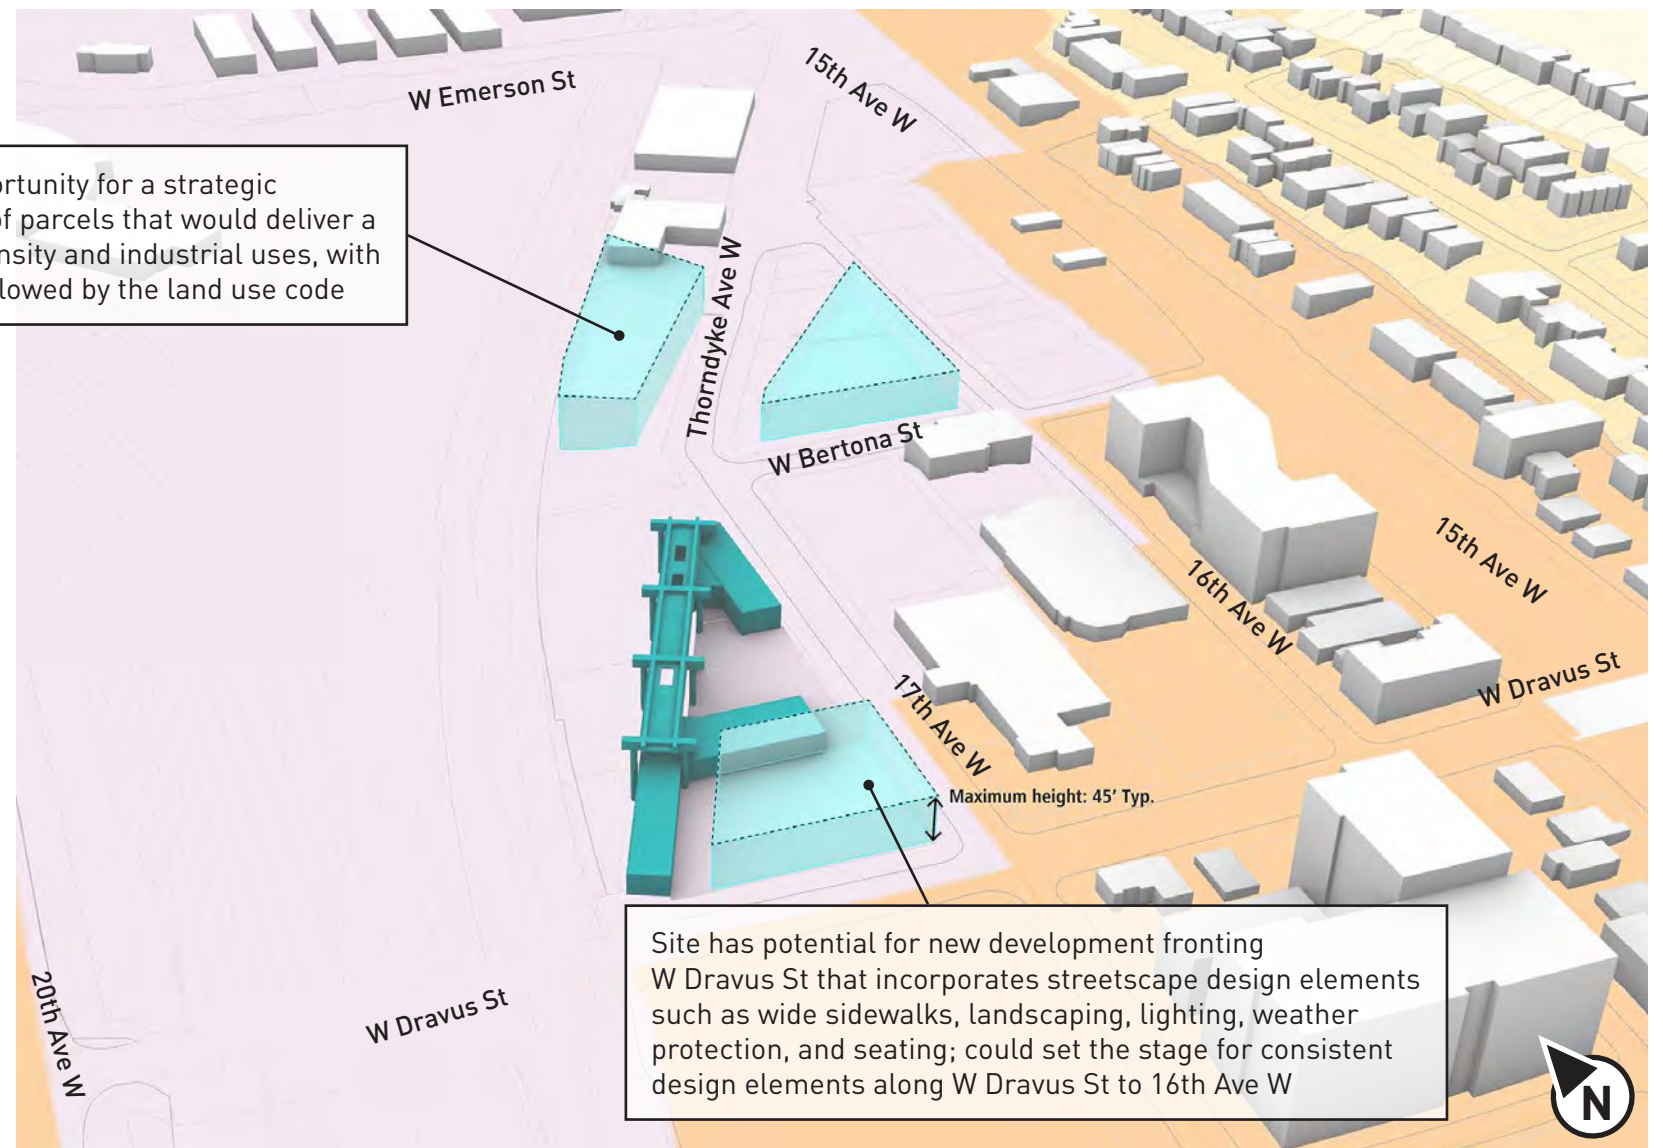 W Emerson St
15th Ave W
of parcels that would deliver a
and industrial uses, with
by the land use code
for a strategic
Thorndyke Ave W
W Bertona St
15th Ave W
16th Ave W
W Dravus St
17th Ave W
Maximum height: 45’ Typ.
Site has potential for new development fronting
W Dravus St that incorporates streetscape design elements
such as wide sidewalks, landscaping, lighting, weather
protection, and seating; could set the stage for consistent
design elements along W Dravus St to 16th Ave W
20th Ave W
W Dravus St
N